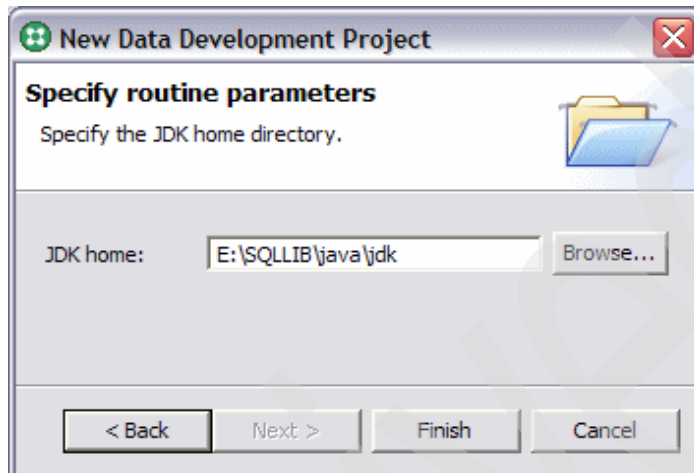 New Data Development Project
Specify routine parameters
Specify the JDK home directory.
JDK home: E:\SQLLIB\java\jdk Browse...
< Back Next > Finish Cancel